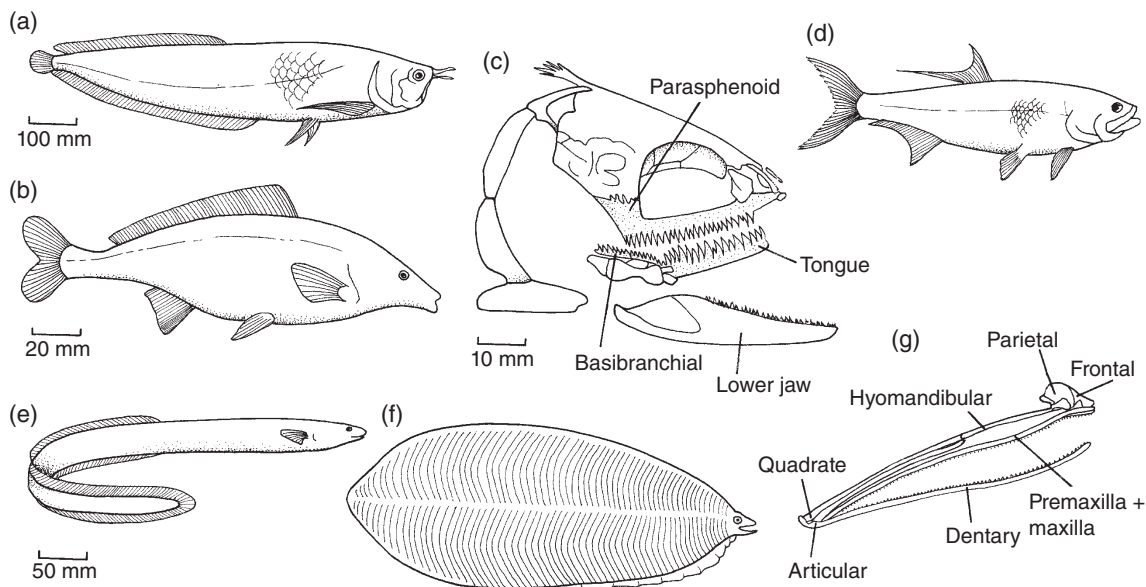 (a)
100 mm
(b)
20 mm
(c)
Parasphenoid
Tongue
Basibranchial
10 mm
Lower jaw
(d)
(e)
50 mm
(f)
(g)
Parietal
Frontal
Hyomandibular
Quadrate
Premaxilla +
maxilla
Dentary
Articular